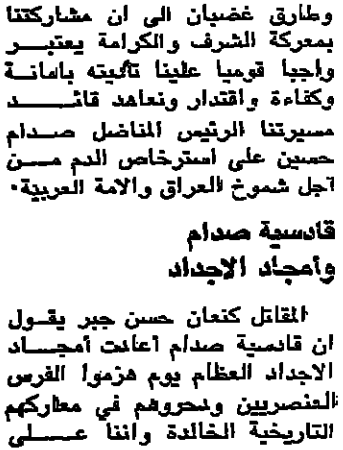 وطارق غضبان الى ان مشاركتنا
بمعركة الشرف والكرامة يعتبر
واجبا قوميا علينا تأديته بامانة
وكفاءة واقتدار ونعاهد قائد
مسيرتنا الرئيس المناضل صدام
حسين على استرخاص الدم من
أجل شموخ العراق والامة العربية.
قادسية صدام
وأمجاد الاجداد
المقاتل كنعان حسن جبر يقول
ان قادسية صدام أعادت أمجاد
الاجداد العظام يوم هزموا الفرس
العنصريين ودحروهم في معاركهم
التاريخية الخالدة واننا على